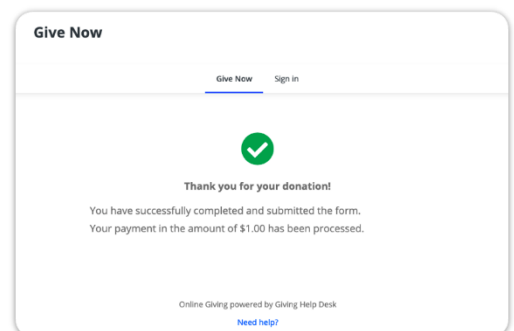 Give Now
Give Now Sign in
Thank you for your donation!
You have successfully completed and submitted the form.
Your payment in the amount of $1.00 has been processed.
Online Giving powered by Giving Help Desk
Need help?